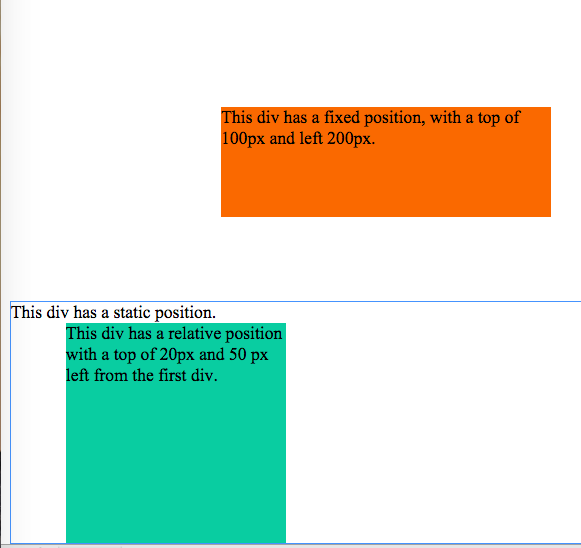 This div has a fixed position, with a top of
100px and left 200px.
This div has a static position.
This div has a relative position
with a top of 20px and 50 px
left from the first div.